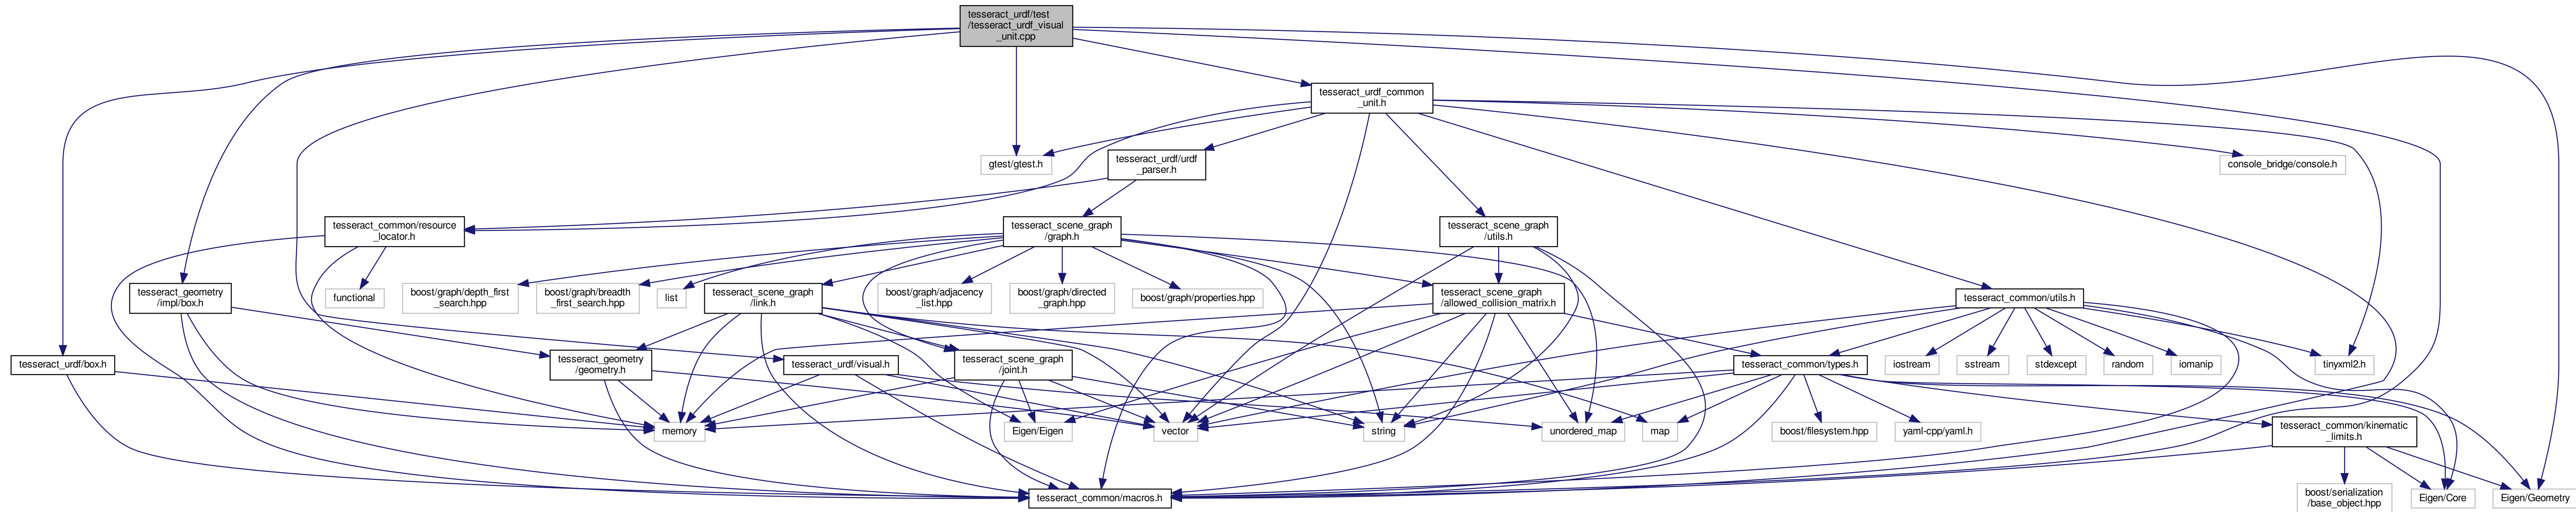 tesseract_urdf/test
/tesseract_urdf_visual
_unit.cpp
tesseract_urdf_common
_unit.h
gtest/gtest.h
tesseract_urdf/urdf
_parser.h
console_bridge/console.h
tesseract_common/resource
_locator.h
tesseract_scene_graph
/graph.h
tesseract_scene_graph
/utils.h
tesseract_geometry
/impl/box.h
functional
boost/graph/depth_first
_search.hpp
boost/graph/breadth
_first_search.hpp
list
tesseract_scene_graph
/link.h
boost/graph/adjacency
_list.hpp
boost/graph/directed
_graph.hpp
boost/graph/properties.hpp
tesseract_scene_graph
/allowed_collision_matrix.h
tesseract_common/utils.h
tesseract_urdf/box.h
tesseract_geometry
/geometry.h
tesseract_urdf/visual.h
tesseract_scene_graph
/joint.h
tesseract_common/types.h
iostream
sstream
stdexcept
random
iomanip
tinyxml2.h
memory
Eigen/Eigen
vector
string
unordered_map
map
boost/filesystem.hpp
yaml-cpp/yaml.h
tesseract_common/kinematic
_limits.h
tesseract_common/macros.h
boost/serialization
/base_object.hpp
Eigen/Core
Eigen/Geometry